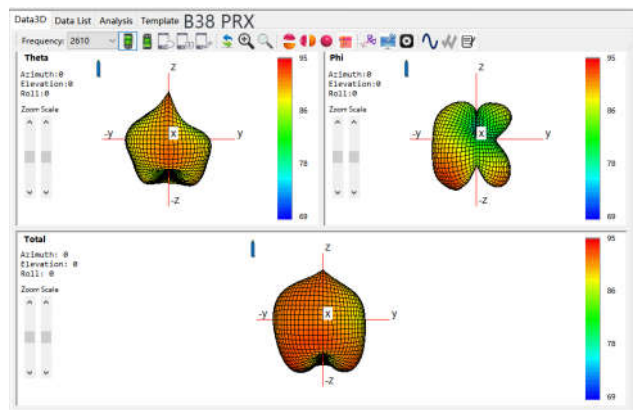 Data3D Data List Analysis Template B38 PRX
Frequency: 2610
Theta
Azimuth:0
Elevation:0
Roll:0
Zoom Scale
z
-y
x
y
-z
95
86
78
69
Phi
Azimuth:0
Elevation:0
Roll:0
Zoom Scale
z
-y
x
y
-z
95
86
78
69
Total
Azimuth: 0
Elevation: 0
Roll: 0
Zoom Scale
z
-y
x
y
-z
95
86
78
69